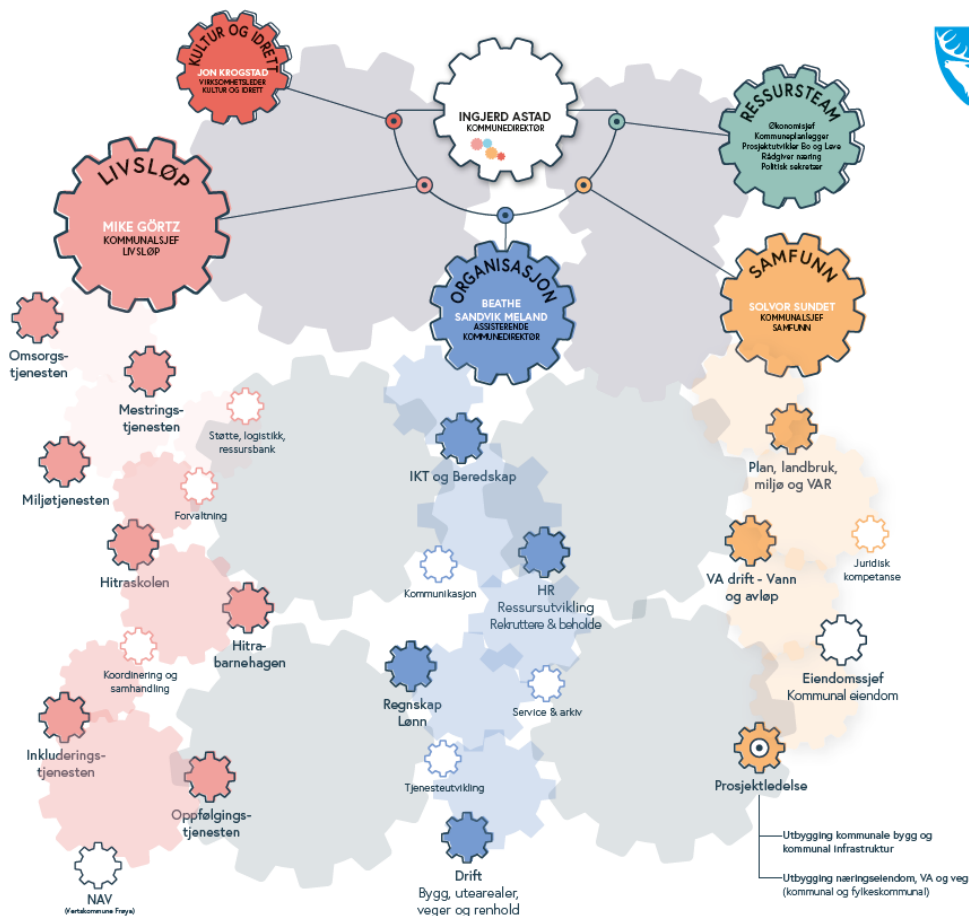 KULTUR OG IDRETT
JON KROGSTAD
VIRKSOMHETSLEDER
KULTUR OG IDRETT
INGJERD ASTAD
KOMMUNEDIREKTØR
RESSURSTEAM
Økonomisjef
Kommuneplanlegger
Prosjektutvikler Bo og Leve
Rådgiver næring
Politisk sekretær
LIVSLØP
MIKE GÖRTZ
KOMMUNALSJEF
LIVSLØP
ORGANISASJON
BEATHE
SANDVIK MELAND
ASSISTERENDE
KOMMUNEDIREKTØR
SAMFUNN
SOLVOR SUNDET
KOMMUNALSJEF
SAMFUNN
Omsorgs-
tjenesten
Mestrings-
tjenesten
Støtte, logistikk,
ressursbank
Miljøtjenesten
Forvaltning
Hitraskolen
Hitra-
barnehagen
Koordinering og
samhandling
Inkluderings-
tjenesten
Oppfølgings-
tjenesten
NAV
(Vertskommune Frøya)
IKT og Beredskap
Kommunikasjon
HR
Ressursutvikling
Rekruttere & beholde
Regnskap
Lønn
Service & arkiv
Tjenesteutvikling
Drift
Bygg, utearealer,
veger og renhold
Plan, landbruk,
miljø og VAR
VA drift - Vann
og avløp
Juridisk
kompetanse
Eiendomssjef
Kommunal eiendom
Prosjektledelse
Utbygging kommunale bygg og
kommunal infrastruktur
Utbygging næringseiendom, VA og veg
(kommunal og fylkeskommunal)